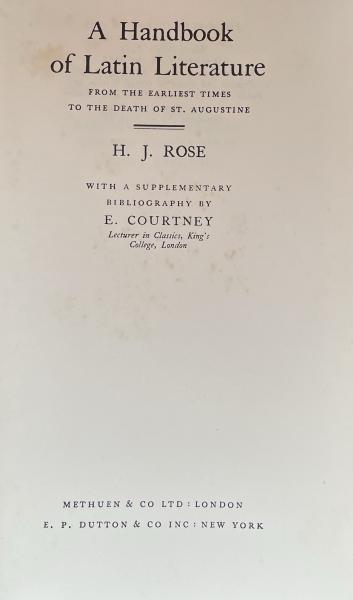 A Handbook
of Latin Literature
FROM THE EARLIEST TIMES
TO THE DEATH OF ST. AUGUSTINE
H. J. ROSE
WITH A SUPPLEMENTARY
BIBLIOGRAPHY BY
E. COURTNEY
Lecturer in Classics, King's
College, London
METHUEN & CO LTD : LONDON
E. P. DUTTON & CO INC : NEW YORK